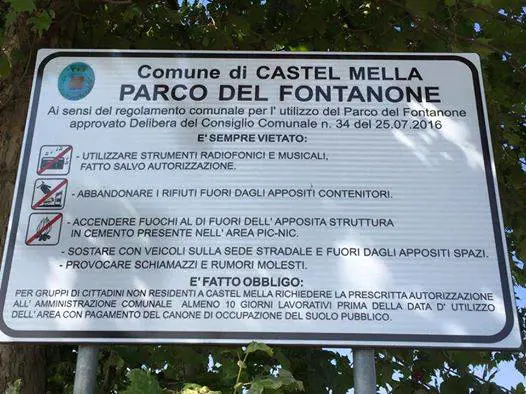 Comune di CASTEL MELLA
PARCO DEL FONTANONE
Ai sensi del regolamento comunale per l' utilizzo del Parco del Fontanone
approvato Delibera del Consiglio Comunale n. 34 del 25.07.2016
E' SEMPRE VIETATO:
- UTILIZZARE STRUMENTI RADIOFONICI E MUSICALI,
FATTO SALVO AUTORIZZAZIONE.
- ABBANDONARE I RIFIUTI FUORI DAGLI APPOSITI CONTENITORI.
- ACCENDERE FUOCHI AL DI FUORI DELL' APPOSITA STRUTTURA
IN CEMENTO PRESENTE NELL' AREA PIC-NIC.
- SOSTARE CON VEICOLI SULLA SEDE STRADALE E FUORI DAGLI APPOSITI SPAZI.
- PROVOCARE SCHIAMAZZI E RUMORI MOLESTI.
E' FATTO OBBLIGO:
PER GRUPPI DI CITTADINI NON RESIDENTI A CASTEL MELLA RICHIEDERE LA PRESCRITTA AUTORIZZAZIONE
ALL' AMMINISTRAZIONE COMUNALE ALMENO 10 GIORNI LAVORATIVI PRIMA DELLA DATA D' UTILIZZO
DELL' AREA CON PAGAMENTO DEL CANONE DI OCCUPAZIONE DEL SUOLO PUBBLICO.